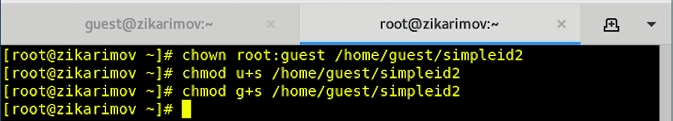 guest@zikarimov:~ × root@zikarimov:~ ×
[root@zikarimov ~]# chown root:guest /home/guest/simpleid2
[root@zikarimov ~]# chmod u+s /home/guest/simpleid2
[root@zikarimov ~]# chmod g+s /home/guest/simpleid2
[root@zikarimov ~]#